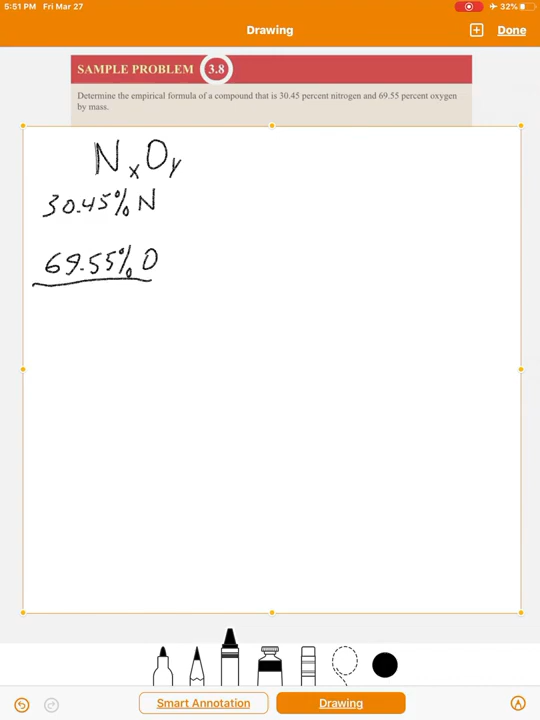 5:51 PM Fri Mar 27
32%
Drawing
Done
SAMPLE PROBLEM 3.8
Determine the empirical formula of a compound that is 30.45 percent nitrogen and 69.55 percent oxygen
by mass.
NxOy
30.45% N
69.55% O
Smart Annotation
Drawing